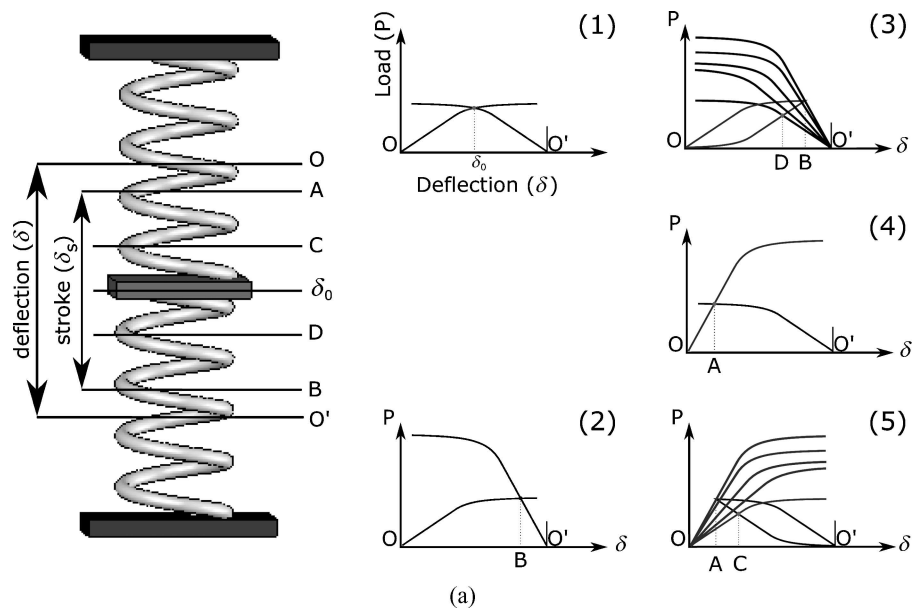 deflection (δ)
stroke (δs)
O
A
C
δ0
D
B
O'
(1)
Load (P)
O
O'
δ0
Deflection (δ)
(3)
P
O
O'
δ
D
B
(4)
P
O
O'
δ
A
(2)
P
O
O'
δ
B
(5)
P
O
O'
δ
A
C
(a)